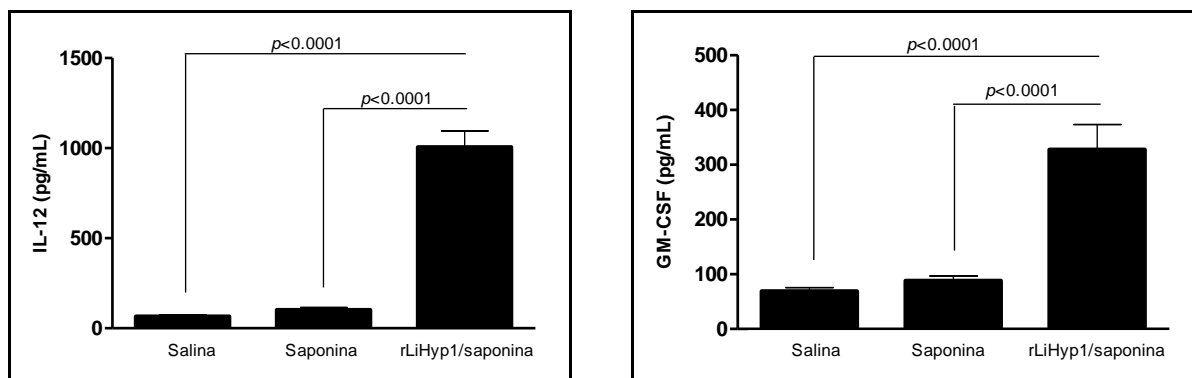 p<0.0001
p<0.0001
1500
1000
500
0
IL-12 (pg/mL)
Salina
Saponina
rLiHyp1/saponina
p<0.0001
p<0.0001
500
400
300
200
100
0
GM-CSF (pg/mL)
Salina
Saponina
rLiHyp1/saponina